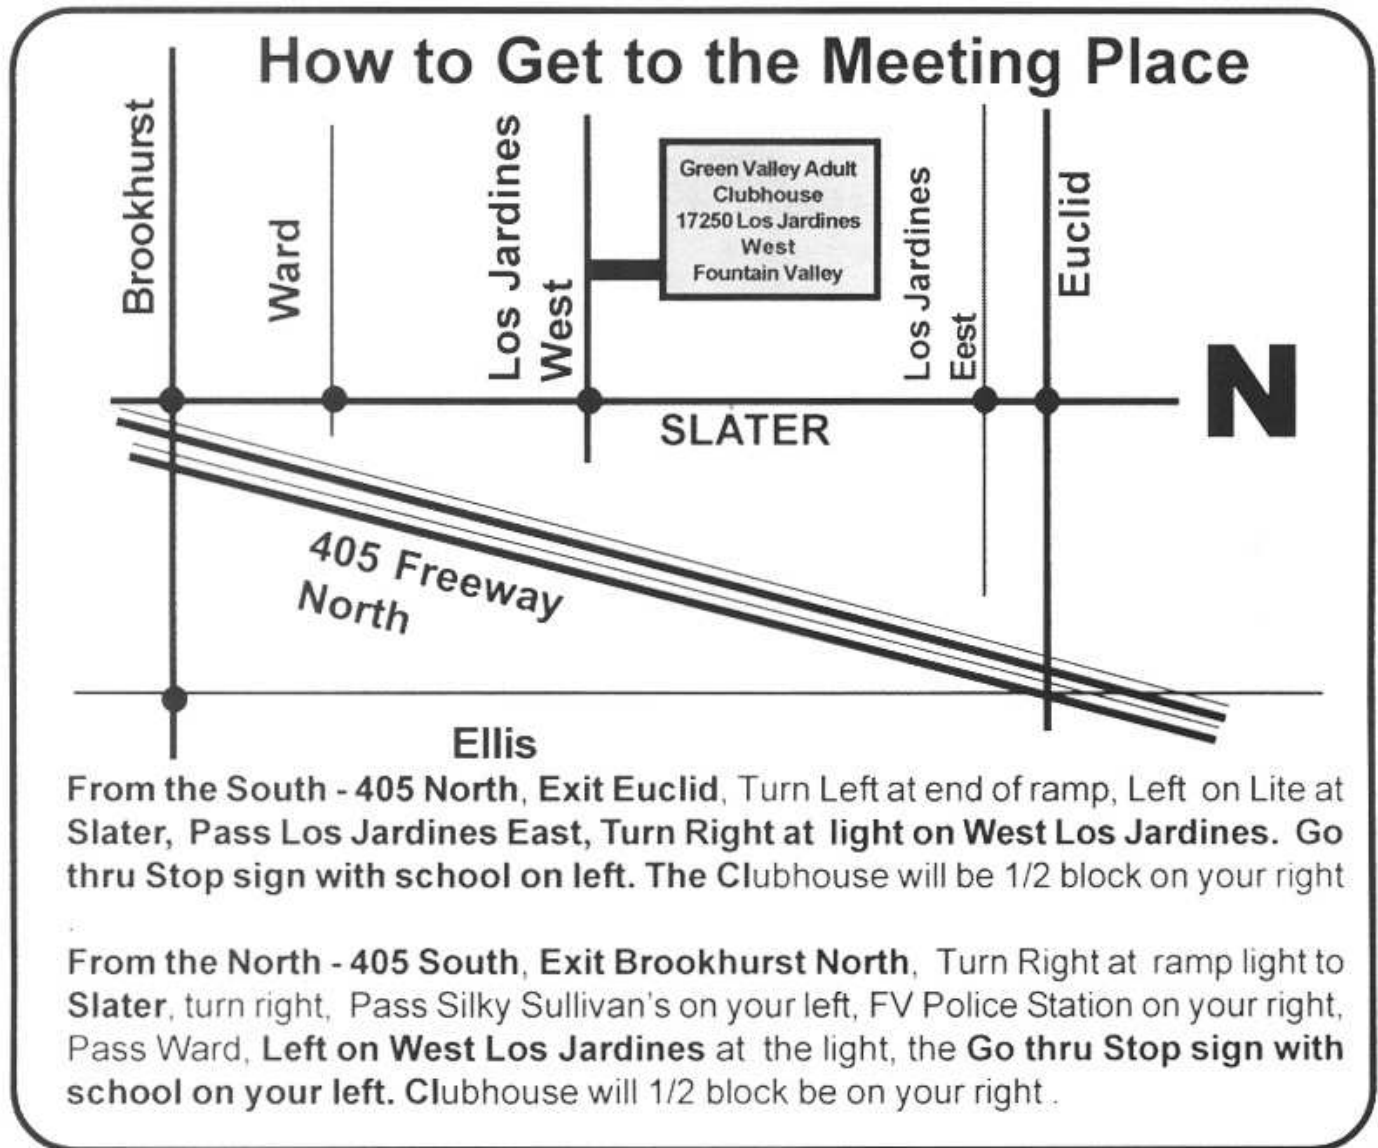 How to Get to the Meeting Place
Brookhurst
Ward
Los Jardines
West
Green Valley Adult
Clubhouse
17250 Los Jardines
West
Fountain Valley
Los Jardines
Eest
Euclid
N
SLATER
405 Freeway
North
Ellis
From the South - 405 North, Exit Euclid, Turn Left at end of ramp, Left on Lite at
Slater, Pass Los Jardines East, Turn Right at light on West Los Jardines. Go
thru Stop sign with school on left. The Clubhouse will be 1/2 block on your right
.
From the North - 405 South, Exit Brookhurst North, Turn Right at ramp light to
Slater, turn right, Pass Silky Sullivan's on your left, FV Police Station on your right,
Pass Ward, Left on West Los Jardines at the light, the Go thru Stop sign with
school on your left. Clubhouse will 1/2 block be on your right .